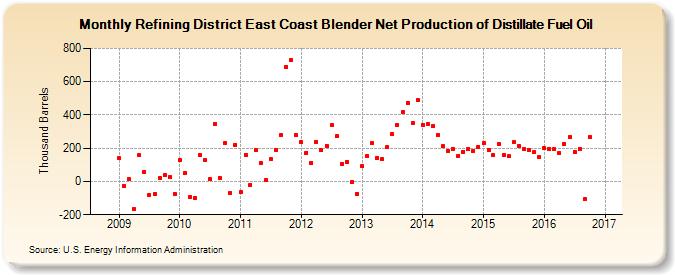 Monthly Refining District East Coast Blender Net Production of Distillate Fuel Oil
Thousand Barrels
800
600
400
200
0
-200
2009 2010 2011 2012 2013 2014 2015 2016 2017
Source: U.S. Energy Information Administration